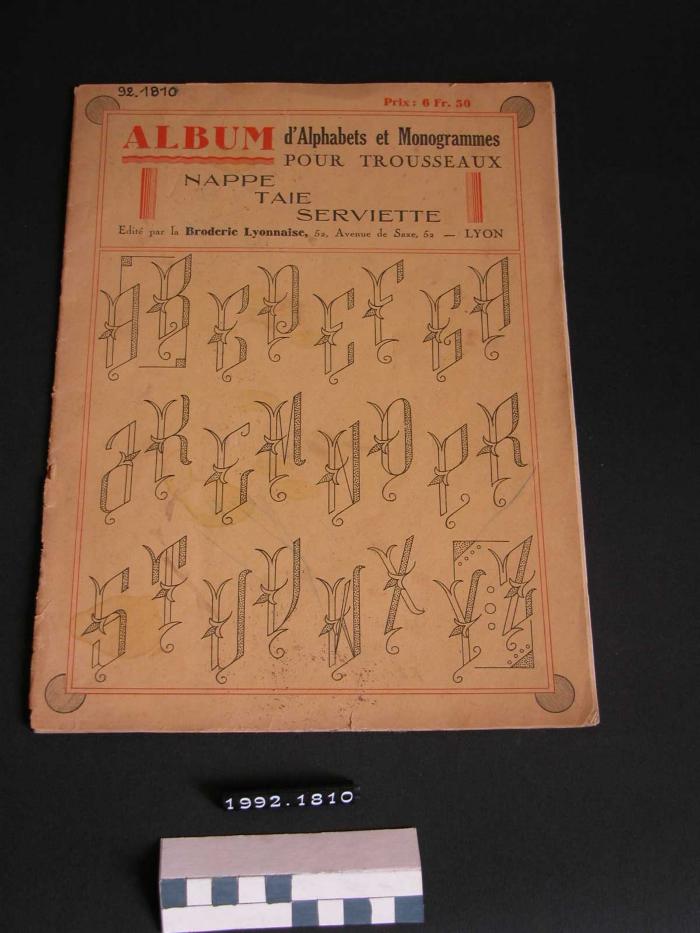 92.1810
Prix : 6 Fr. 50
ALBUM d'Alphabets et Monogrammes
POUR TROUSSEAUX
NAPPE
TAIE
SERVIETTE
Edité par la Broderie Lyonnaise, 52, Avenue de Saxe, 52 — LYON
A B C D E F G H
J K L M N O P R
S T U V W X Y Z
1992.1810